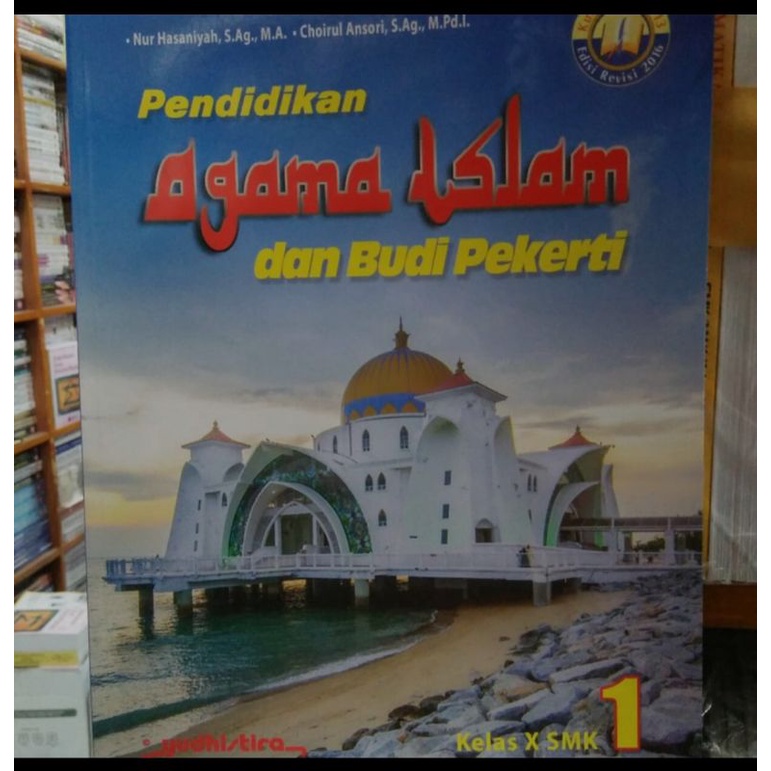 • Nur Hasaniyah, S.Ag., M.A. • Choirul Ansori, S.Ag., M.Pd.I.
Edisi Revisi 2016
Pendidikan
Agama Islam
dan Budi Pekerti
yudhistira
Kelas X SMK 1